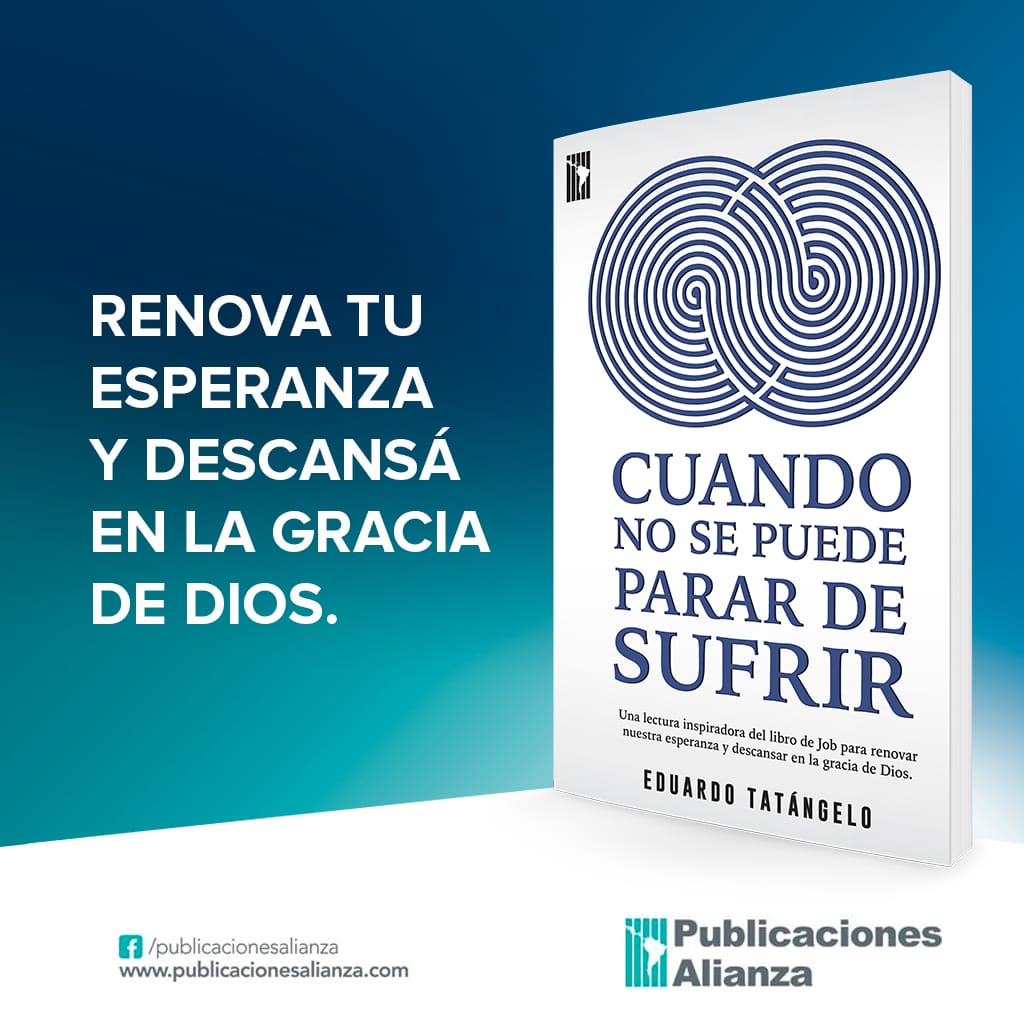 RENOVA TU
ESPERANZA
Y DESCANSÁ
EN LA GRACIA
DE DIOS.
CUANDO
NO SE PUEDE
PARAR DE
SUFRIR
Una lectura inspiradora del libro de Job para renovar
nuestra esperanza y descansar en la gracia de Dios.
EDUARDO TATÁNGELO
f /publicacionesalianza
www.publicacionesalianza.com
Publicaciones
Alianza